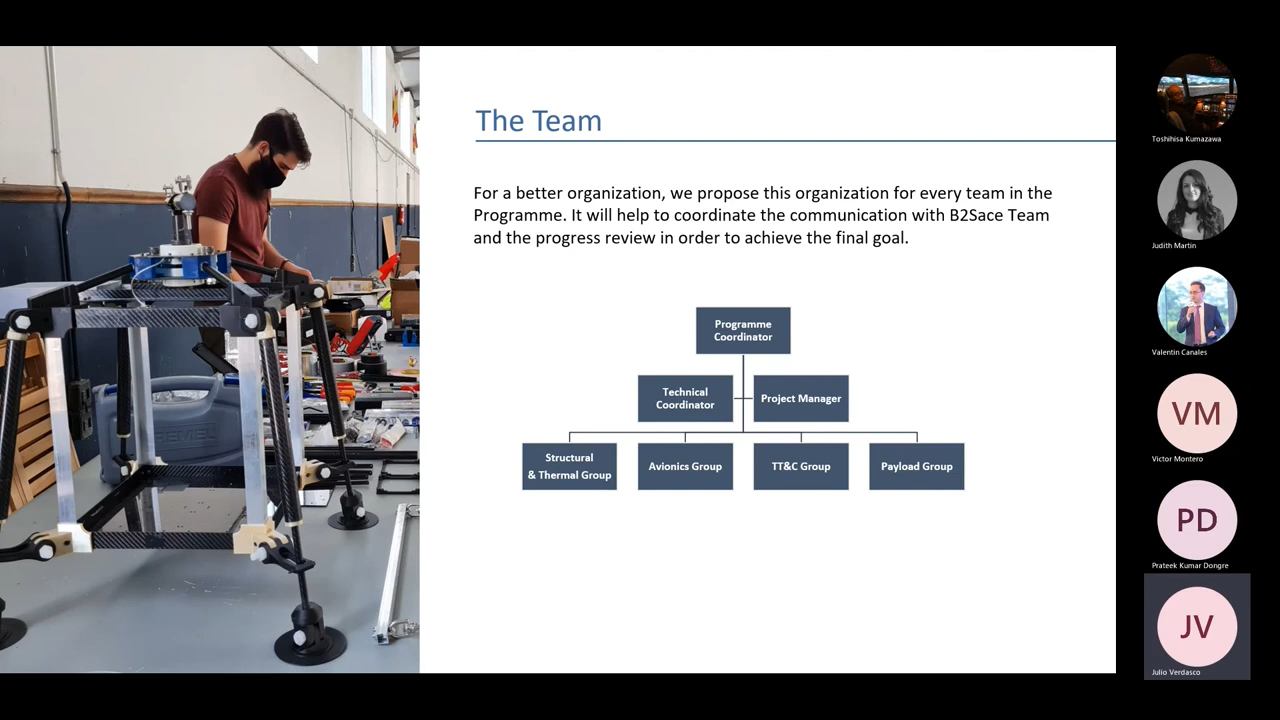 The Team
For a better organization, we propose this organization for every team in the
Programme. It will help to coordinate the communication with B2Sace Team
and the progress review in order to achieve the final goal.
Programme
Coordinator
Technical
Coordinator
Project Manager
Structural
& Thermal Group
Avionics Group
TT&C Group
Payload Group
Toshihisa Kumazawa
Judith Martin
Valentin Canales
VM
Victor Montero
PD
Prateek Kumar Dongre
JV
Julio Verdasco